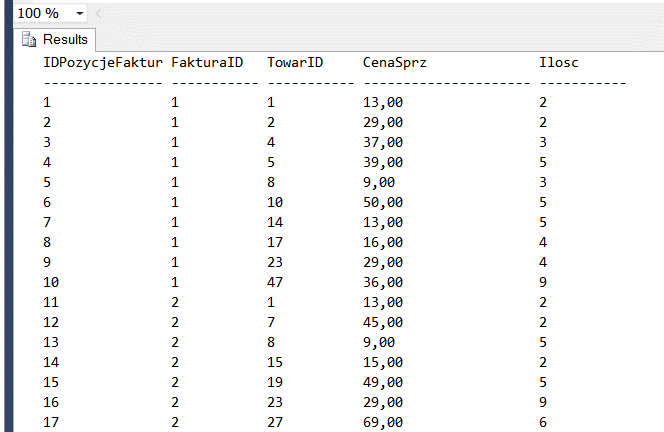 100 %
Results
IDPozycjeFaktur FakturaID TowarID CenaSprz Ilosc
--------------- ----------- ----------- --------------------- -----------
1 1 1 13,00 2
2 1 2 29,00 2
3 1 4 37,00 3
4 1 5 39,00 5
5 1 8 9,00 3
6 1 10 50,00 5
7 1 14 13,00 5
8 1 17 16,00 4
9 1 23 29,00 4
10 1 47 36,00 9
11 2 1 13,00 2
12 2 7 45,00 2
13 2 8 9,00 5
14 2 15 15,00 2
15 2 19 49,00 5
16 2 23 29,00 9
17 2 27 69,00 6